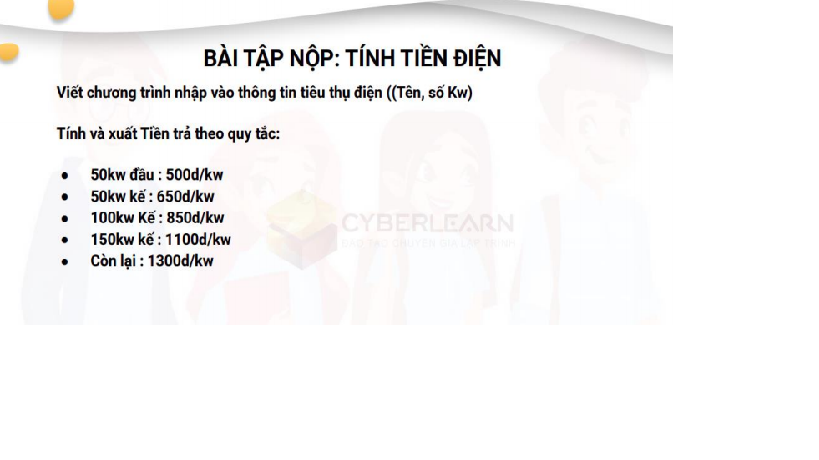 BÀI TẬP NỘP: TÍNH TIỀN ĐIỆN
Viết chương trình nhập vào thông tin tiêu thụ điện ((Tên, số Kw)
Tính và xuất Tiền trả theo quy tắc:
• 50kw đầu : 500d/kw
• 50kw kế : 650d/kw
• 100kw Kế : 850d/kw
• 150kw kế : 1100d/kw
• Còn lại : 1300d/kw
CYBERLEARN
ĐÀO TẠO CHUYÊN GIA LẬP TRÌNH